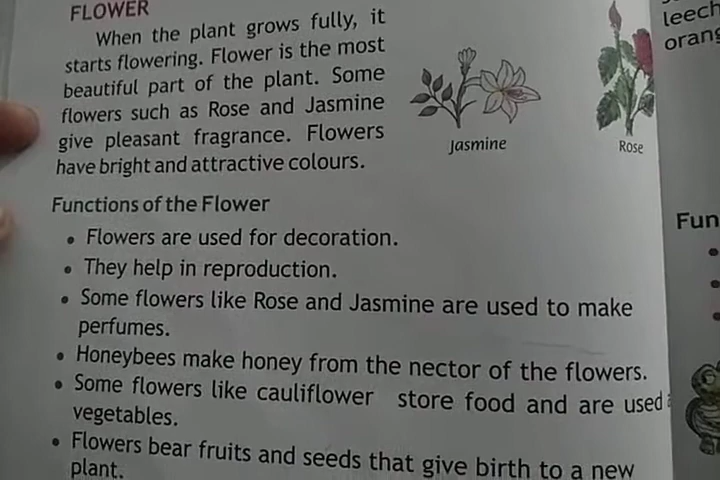 FLOWER
When the plant grows fully, it
starts flowering. Flower is the most
beautiful part of the plant. Some
flowers such as Rose and Jasmine
give pleasant fragrance. Flowers
have bright and attractive colours.
Jasmine
Rose
Functions of the Flower
• Flowers are used for decoration.
• They help in reproduction.
• Some flowers like Rose and Jasmine are used to make
perfumes.
• Honeybees make honey from the nector of the flowers.
• Some flowers like cauliflower store food and are used
vegetables.
• Flowers bear fruits and seeds that give birth to a new
plant.
leech
orang
Fun